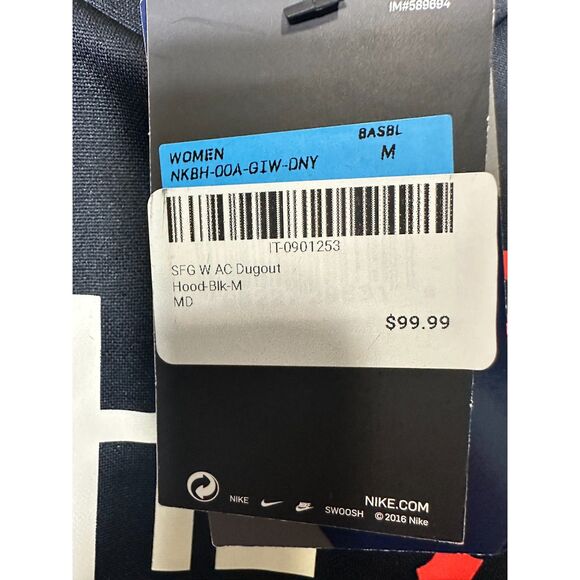 IM#589694
BASBL
WOMEN M
NKBH-00A-GIW-DNY
IT-0901253
SFG W AC Dugout
Hood-Blk-M
MD
$99.99
NIKE SWOOSH NIKE.COM
© 2016 Nike